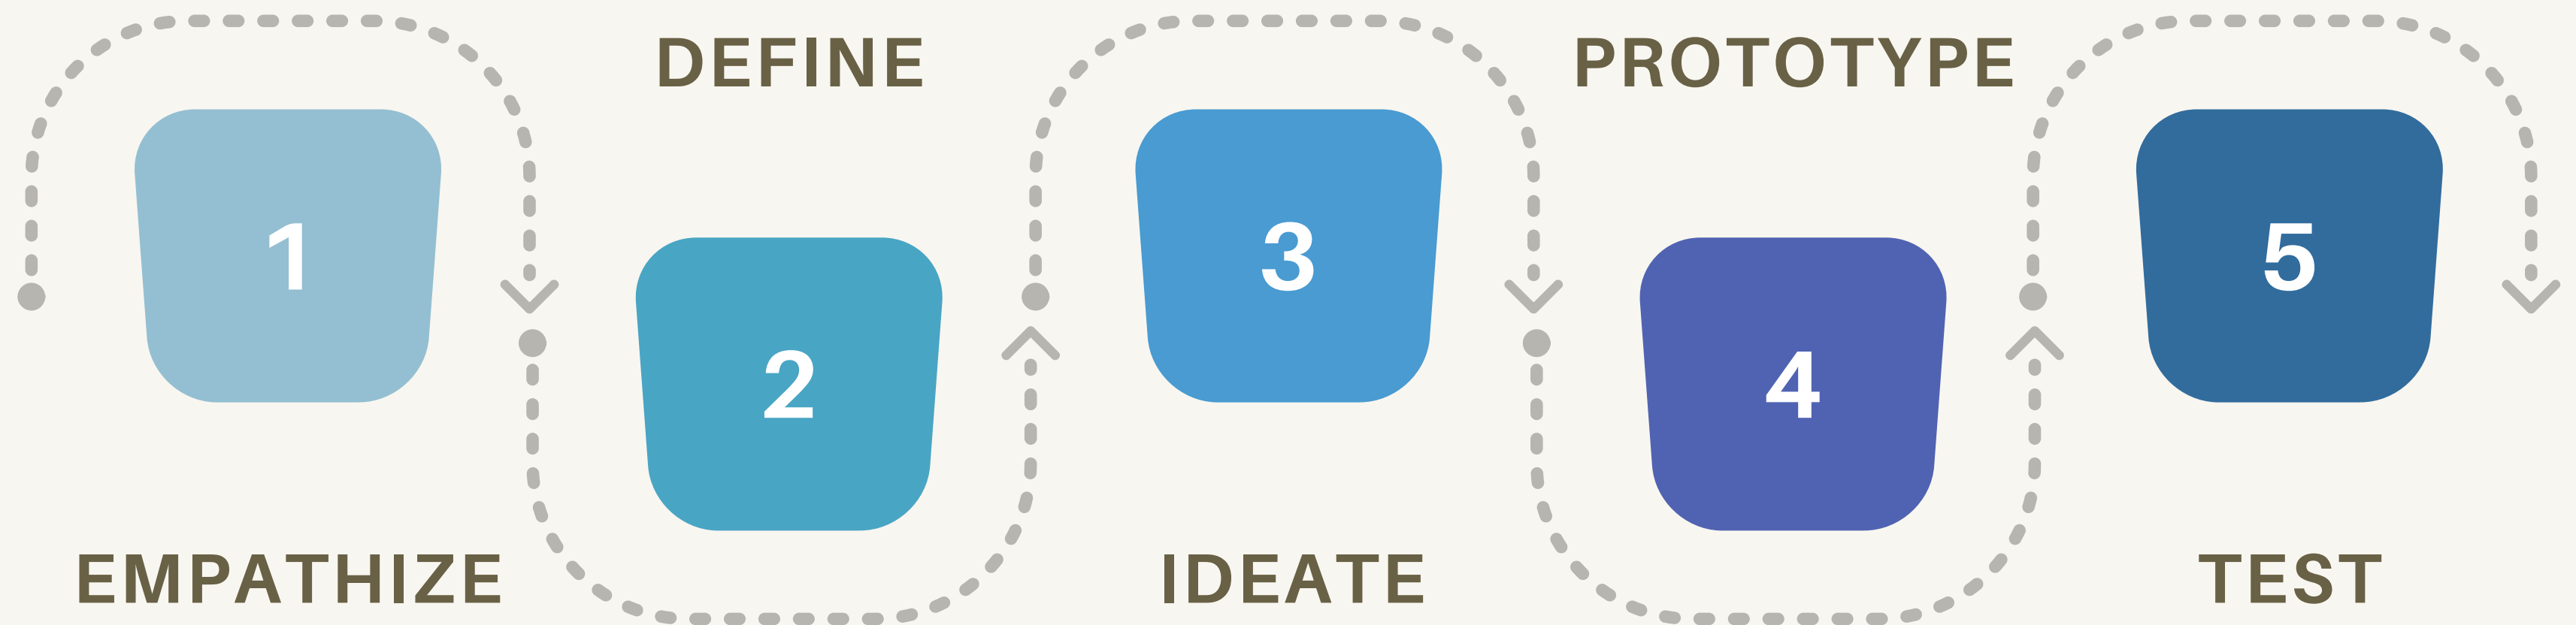 1
EMPATHIZE
DEFINE
2
3
IDEATE
PROTOTYPE
4
5
TEST